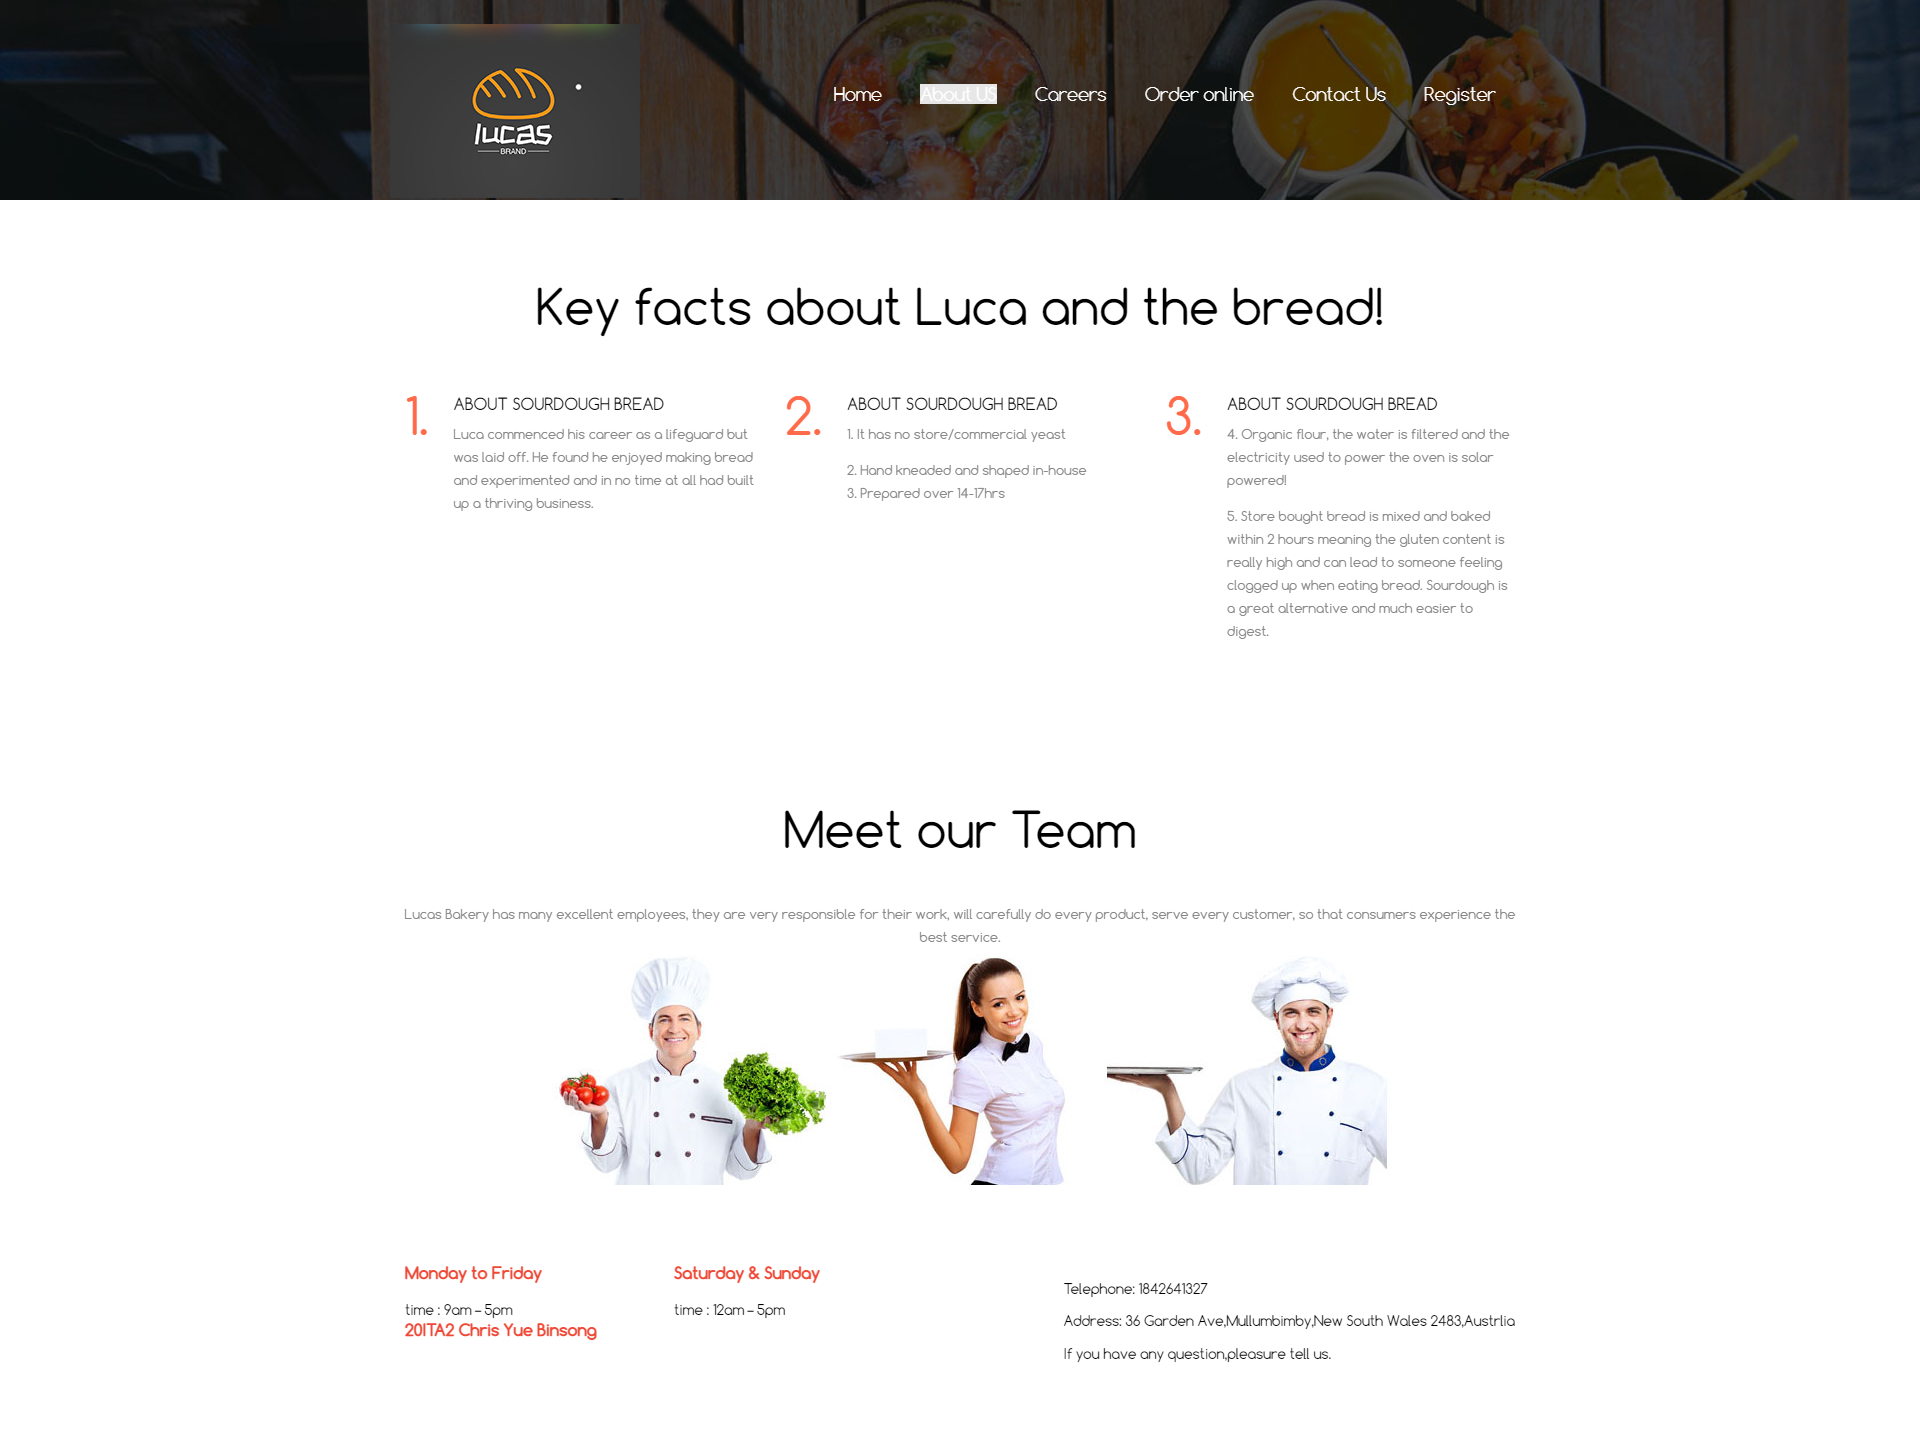 lucas
BRAND
Home
About US
Careers
Order online
Contact Us
Register
Key facts about Luca and the bread!
1.
ABOUT SOURDOUGH BREAD
Luca commenced his career as a lifeguard but
was laid off. He found he enjoyed making bread
and experimented and in no time at all had built
up a thriving business.
2.
ABOUT SOURDOUGH BREAD
1. It has no store/commercial yeast
2. Hand kneaded and shaped in-house
3. Prepared over 14-17hrs
3.
ABOUT SOURDOUGH BREAD
4. Organic flour, the water is filtered and the
electricity used to power the oven is solar
powered!
5. Store bought bread is mixed and baked
within 2 hours meaning the gluten content is
really high and can lead to someone feeling
clogged up when eating bread. Sourdough is
a great alternative and much easier to
digest.
Meet our Team
Lucas Bakery has many excellent employees, they are very responsible for their work, will carefully do every product, serve every customer, so that consumers experience the
best service.
Monday to Friday
time : 9am – 5pm
20ITA2 Chris Yue Binsong
Saturday & Sunday
time : 12am – 5pm
Telephone: 1842641327
Address: 36 Garden Ave,Mullumbimby,New South Wales 2483,Austrlia
If you have any question,pleasure tell us.